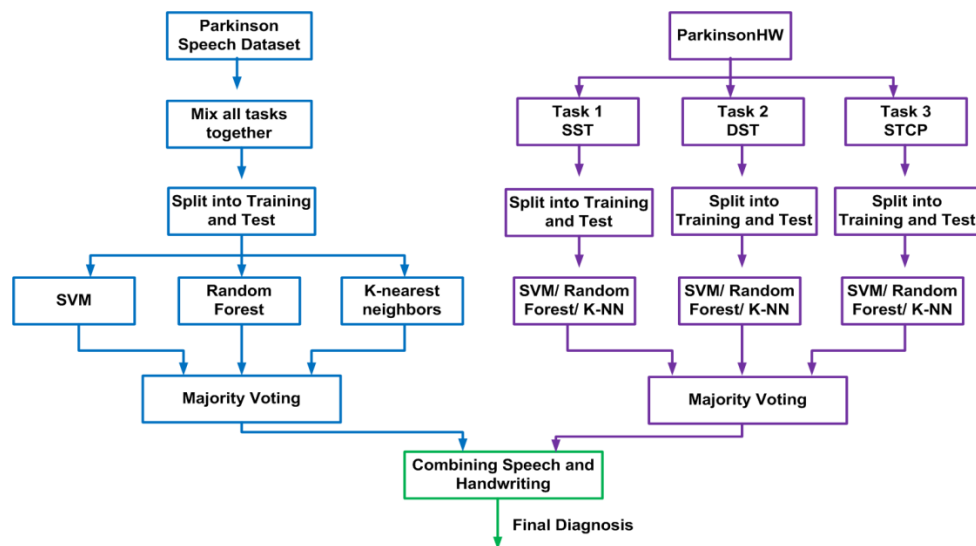 Parkinson
Speech Dataset
Mix all tasks
together
Split into Training
and Test
SVM
Random
Forest
K-nearest
neighbors
Majority Voting
ParkinsonHW
Task 1
SST
Task 2
DST
Task 3
STCP
Split into Training
and Test
Split into
Training and Test
Split into
Training and Test
SVM/ Random
Forest/ K-NN
SVM/ Random
Forest/ K-NN
SVM/ Random
Forest/ K-NN
Majority Voting
Combining Speech and
Handwriting
Final Diagnosis